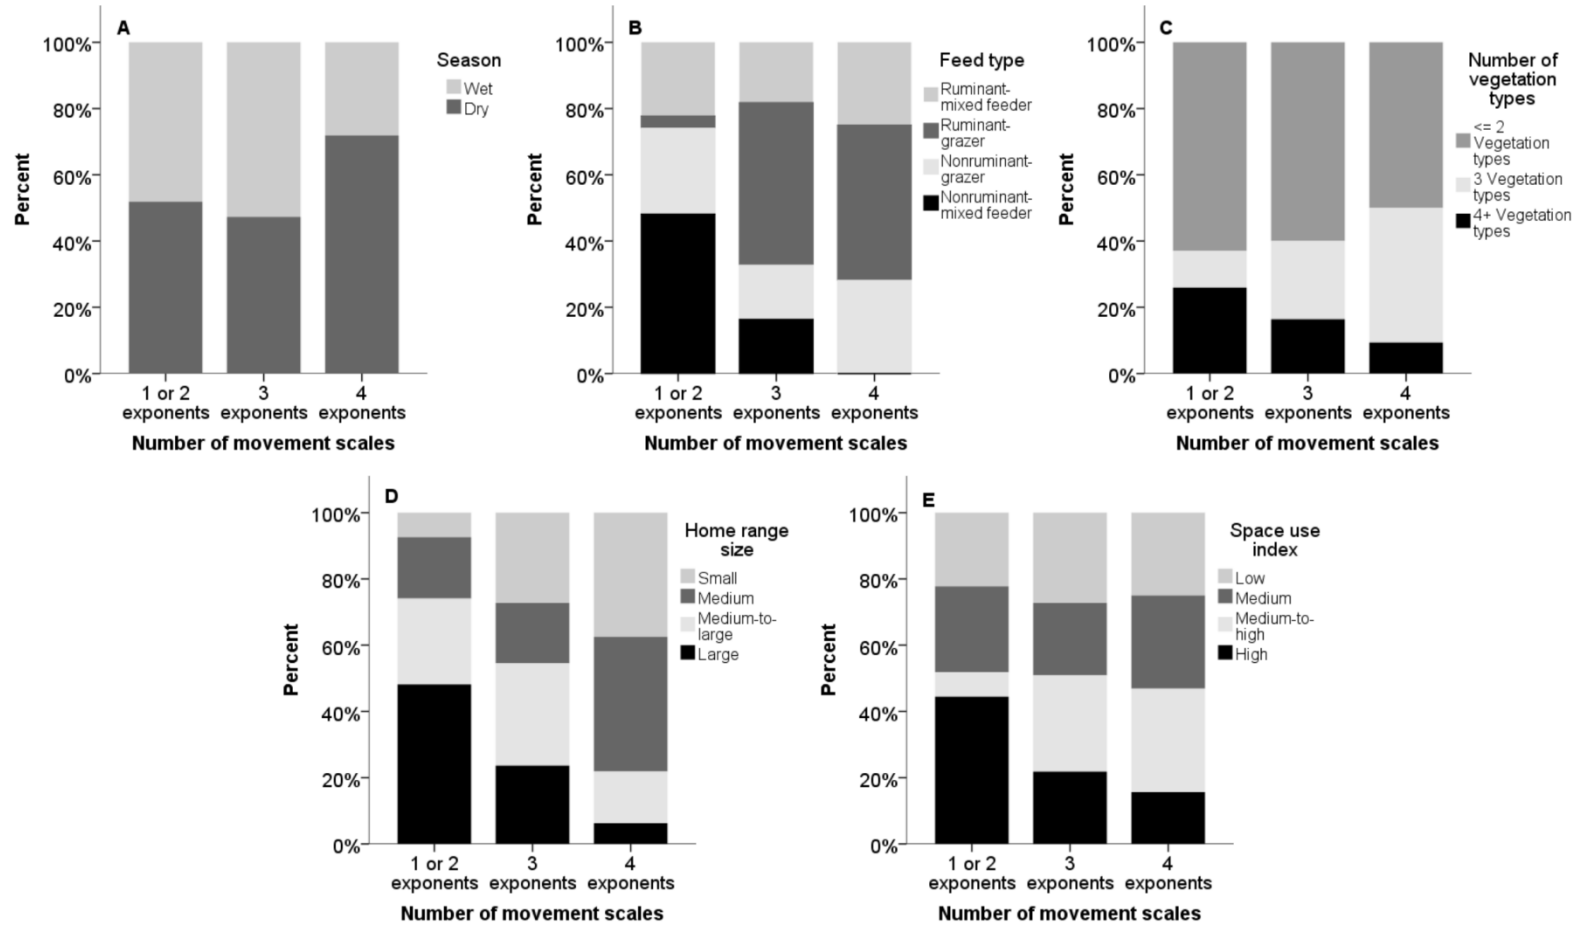 A
100%
80%
60%
40%
20%
0%
Percent
1 or 2
exponents
3
exponents
4
exponents
Number of movement scales
Season
Wet
Dry
B
100%
80%
60%
40%
20%
0%
Percent
1 or 2
exponents
3
exponents
4
exponents
Number of movement scales
Feed type
Ruminant-
mixed feeder
Ruminant-
grazer
Nonruminant-
grazer
Nonruminant-
mixed feeder
C
100%
80%
60%
40%
20%
0%
Percent
1 or 2
exponents
3
exponents
4
exponents
Number of movement scales
Number of
vegetation
types
<= 2
Vegetation
types
3 Vegetation
types
4+ Vegetation
types
D
100%
80%
60%
40%
20%
0%
Percent
1 or 2
exponents
3
exponents
4
exponents
Number of movement scales
Home range
size
Small
Medium
Medium-to-
large
Large
E
100%
80%
60%
40%
20%
0%
Percent
1 or 2
exponents
3
exponents
4
exponents
Number of movement scales
Space use
index
Low
Medium
Medium-to-
high
High